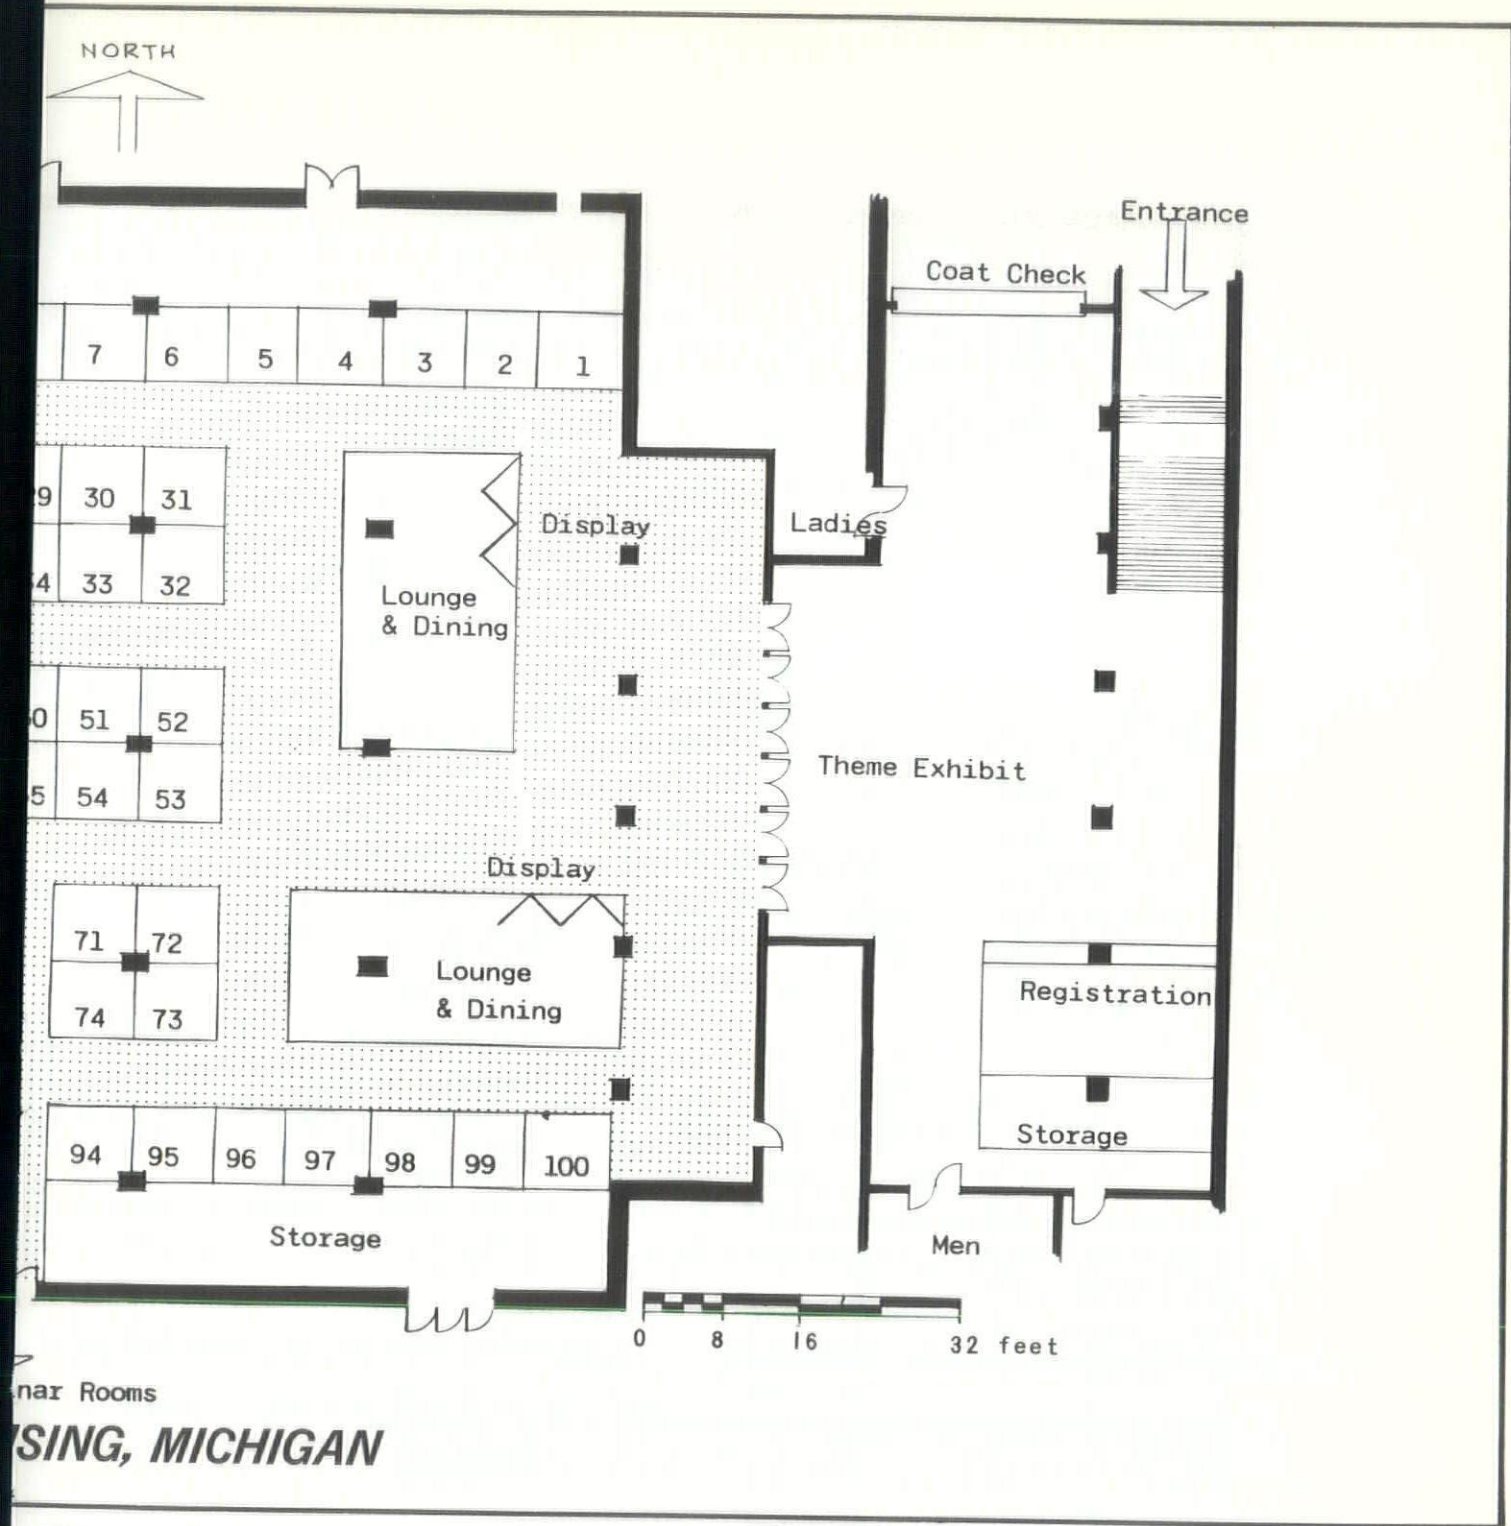 NORTH
Entrance
Coat Check
7 6 5 4 3 2 1
30 31
33 32
Display
Ladies
Lounge
& Dining
51 52
54 53
Theme Exhibit
Display
71 72
74 73
Lounge
& Dining
Registration
94 95 96 97 98 99 100
Storage
Storage
Men
0 8 16 32 feet
Rooms
MICHIGAN